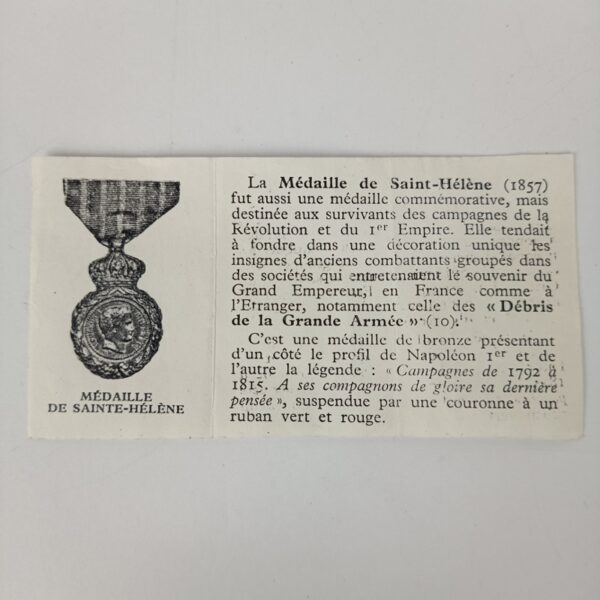 MÉDAILLE
DE SAINTE-HÉLÈNE
La Médaille de Saint-Hélène (1857)
fut aussi une médaille commémorative, mais
destinée aux survivants des campagnes de la
Révolution et du 1er Empire. Elle tendait
à fondre dans une décoration unique les
insignes d'anciens combattants groupés dans
des sociétés qui entretenaient le souvenir du
Grand Empereur, en France comme à
l'Etranger, notamment celle des « Débris
de la Grande Armée » (10).
C'est une médaille de bronze présentant
d'un côté le profil de Napoléon 1er et de
l'autre la légende : « Campagnes de 1792 à
1815. A ses compagnons de gloire sa dernière
pensée », suspendue par une couronne à un
ruban vert et rouge.